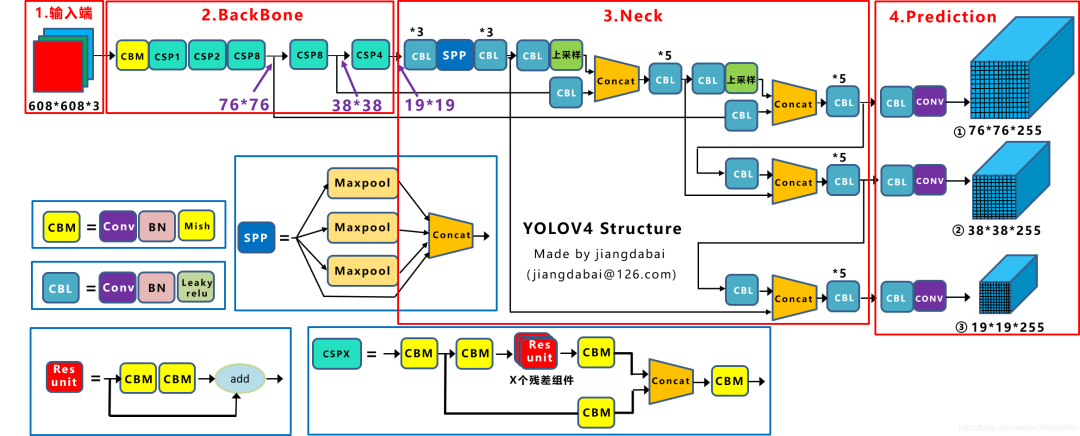 1.输入端
608*608*3
2.BackBone
CBM
CSP1
CSP2
CSP8
CSP8
CSP4
76*76
38*38
19*19
3.Neck
*3
*3
CBL
SPP
CBL
CBL
上采样
CBL
Concat
*5
CBL
CBL
上采样
CBL
Concat
*5
CBL
CBL
Concat
*5
CBL
CBL
Concat
*5
CBL
YOLOV4 Structure
Made by jiangdabai
(jiangdabai@126.com)
4.Prediction
CBL
CONV
① 76*76*255
CBL
CONV
② 38*38*255
CBL
CONV
③ 19*19*255
CBM
=
Conv
BN
Mish
CBL
=
Conv
BN
Leaky
relu
SPP
=
Maxpool
Maxpool
Maxpool
Concat
Res
unit
=
CBM
CBM
add
CSPX
=
CBM
CBM
Res
unit
X个残差组件
CBM
CBM
Concat
CBM